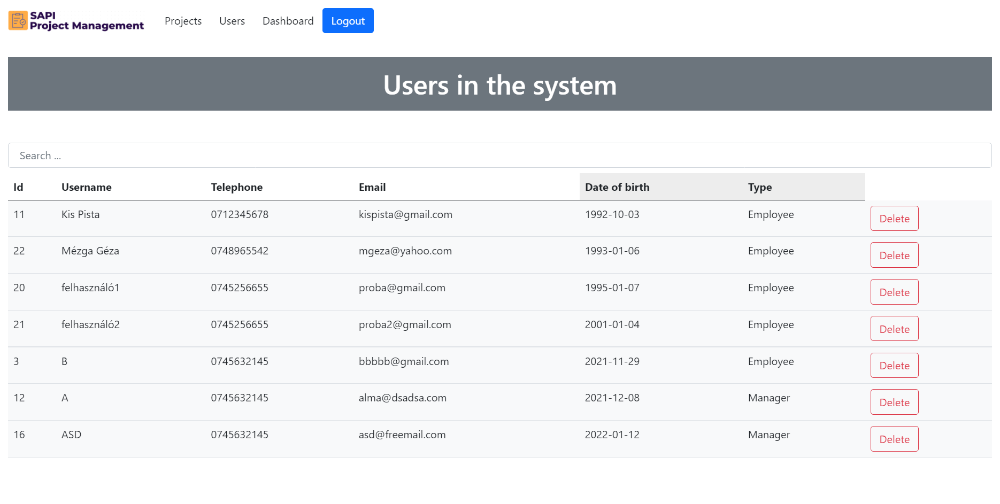 SAPI
Project Management
Projects Users Dashboard Logout
Users in the system
Search ...
Id Username Telephone Email Date of birth Type
11 Kis Pista 0712345678 kispista@gmail.com 1992-10-03 Employee Delete
22 Mézga Géza 0748965542 mgeza@yahoo.com 1993-01-06 Employee Delete
20 felhasználó1 0745256655 proba@gmail.com 1995-01-07 Employee Delete
21 felhasználó2 0745256655 proba2@gmail.com 2001-01-04 Employee Delete
3 B 0745632145 bbbbb@gmail.com 2021-11-29 Employee Delete
12 A 0745632145 alma@dsadsa.com 2021-12-08 Manager Delete
16 ASD 0745632145 asd@freemail.com 2022-01-12 Manager Delete